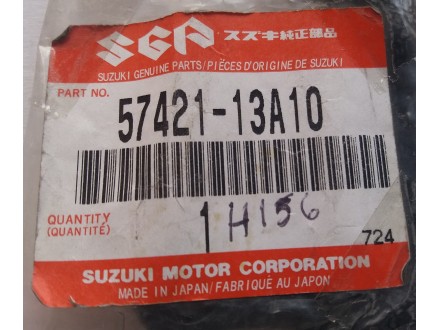 SGP スズキ純正部品
SUZUKI GENUINE PARTS/PIÈCES D'ORIGINE DE SUZUKI
PART NO. 57421-13A10
QUANTITY
(QUANTITÉ) 1 H156
724
SUZUKI MOTOR CORPORATION
MADE IN JAPAN/FABRIQUÉ AU JAPON